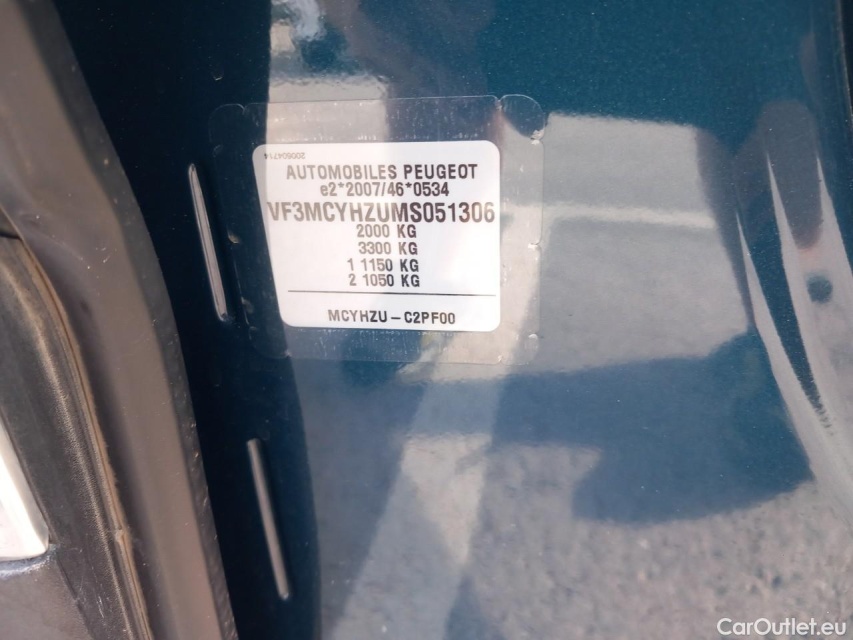 200604714
AUTOMOBILES PEUGEOT
e2*2007/46*0534
VF3MCYHZUMS051306
2000 KG
3300 KG
1 1150 KG
2 1050 KG
MCYHZU – C2PF00
CarOutlet.eu